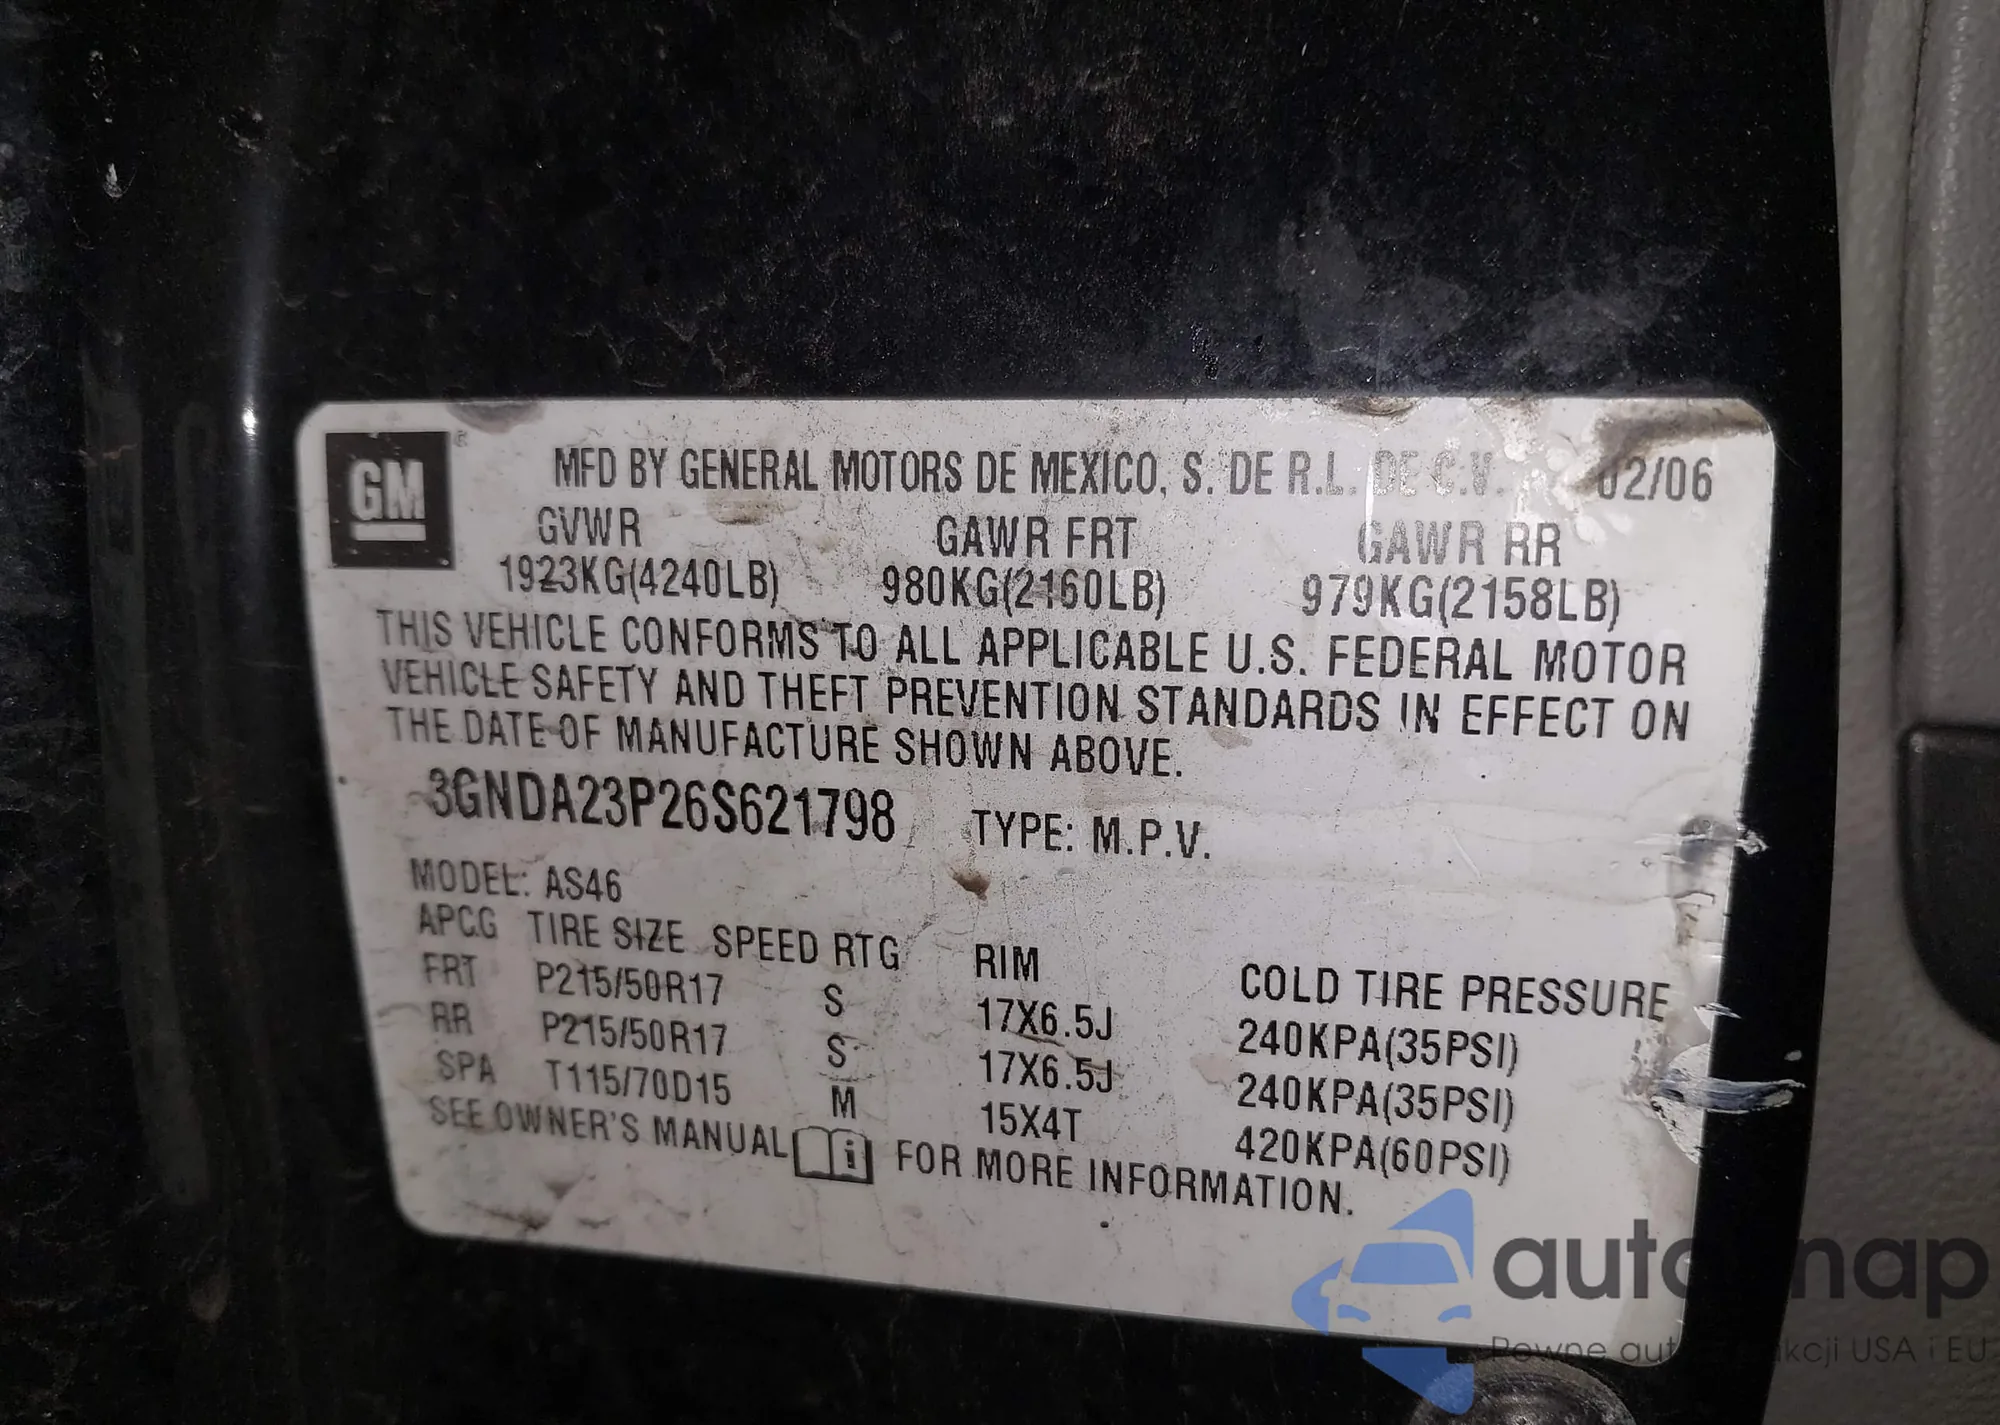 GM ®
MFD BY GENERAL MOTORS DE MEXICO, S. DE R.L. DE C.V. 02/06
GVWR GAWR FRT GAWR RR
1923KG(4240LB) 980KG(2160LB) 979KG(2158LB)
THIS VEHICLE CONFORMS TO ALL APPLICABLE U.S. FEDERAL MOTOR
VEHICLE SAFETY AND THEFT PREVENTION STANDARDS IN EFFECT ON
THE DATE OF MANUFACTURE SHOWN ABOVE.
3GNDA23P26S621798 TYPE: M.P.V.
MODEL: AS46
APCG TIRE SIZE SPEED RTG RIM COLD TIRE PRESSURE
FRT P215/50R17 S 17X6.5J 240KPA(35PSI)
RR P215/50R17 S 17X6.5J 240KPA(35PSI)
SPA T115/70D15 M 15X4T 420KPA(60PSI)
SEE OWNER'S MANUAL i FOR MORE INFORMATION.
USA i EU